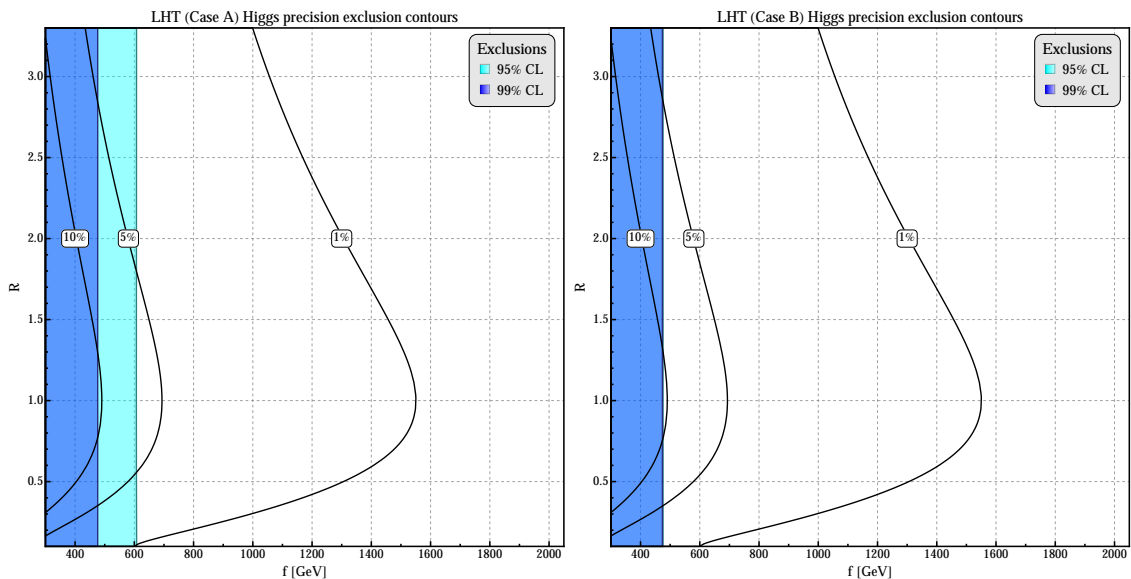 LHT (Case A) Higgs precision exclusion contours
Exclusions
95% CL
99% CL
10%
5%
1%
R
3.0
2.5
2.0
1.5
1.0
0.5
400 600 800 1000 1200 1400 1600 1800 2000
f [GeV]
LHT (Case B) Higgs precision exclusion contours
Exclusions
95% CL
99% CL
10%
5%
1%
R
3.0
2.5
2.0
1.5
1.0
0.5
400 600 800 1000 1200 1400 1600 1800 2000
f [GeV]